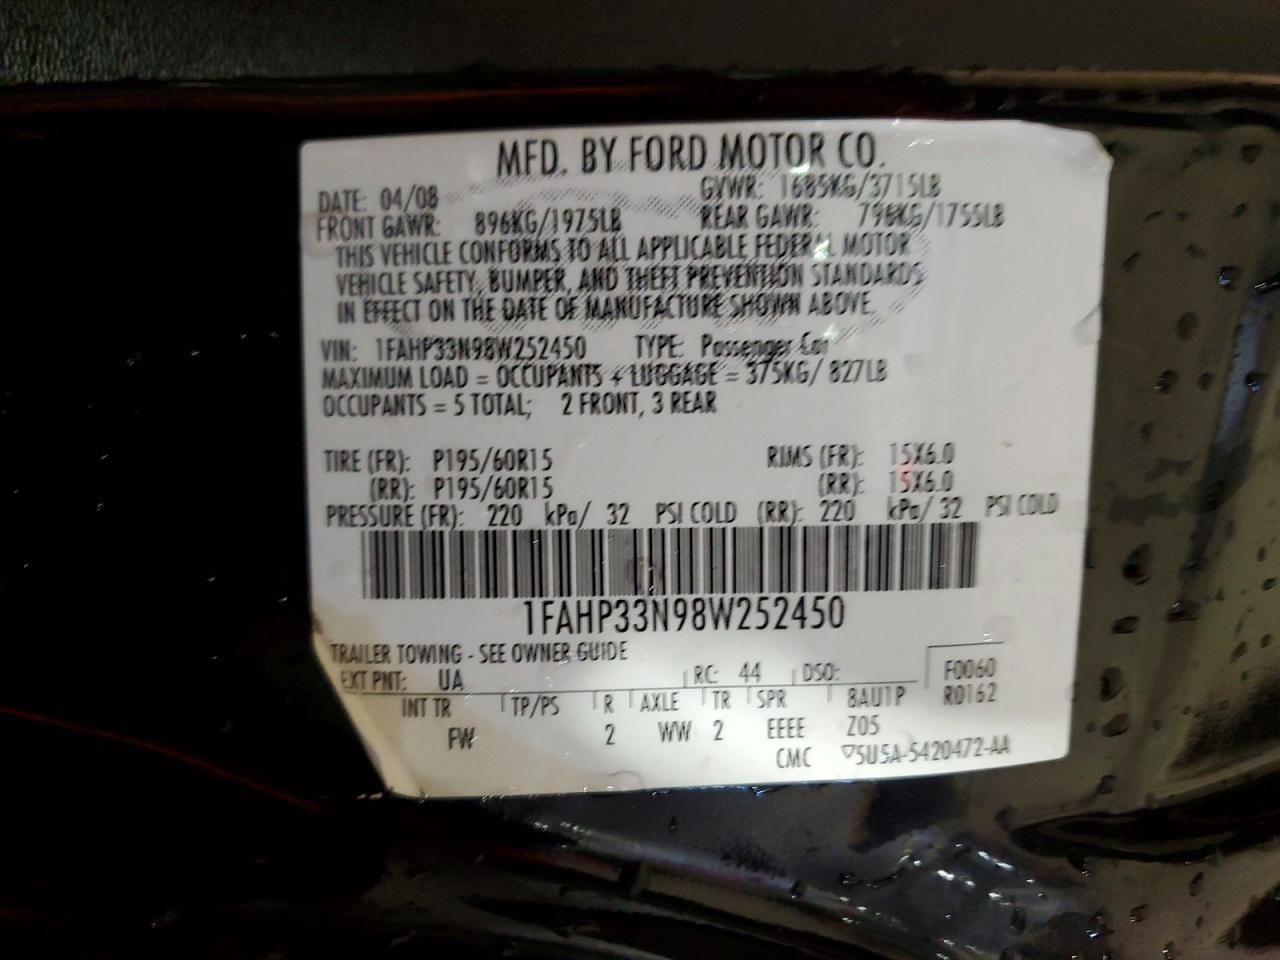 MFD. BY FORD MOTOR CO.
DATE: 04/08 GVWR: 1685KG/3715LB
FRONT GAWR: 896KG/1975LB REAR GAWR: 796KG/1755LB
THIS VEHICLE CONFORMS TO ALL APPLICABLE FEDERAL MOTOR
VEHICLE SAFETY, BUMPER, AND THEFT PREVENTION STANDARDS
IN EFFECT ON THE DATE OF MANUFACTURE SHOWN ABOVE.
VIN: 1FAHP33N98W252450 TYPE: Passenger Car
MAXIMUM LOAD = OCCUPANTS + LUGGAGE = 375KG/ 827LB
OCCUPANTS = 5 TOTAL; 2 FRONT, 3 REAR
TIRE (FR): P195/60R15 RIMS (FR): 15X6.0
(RR): P195/60R15 (RR): 15X6.0
PRESSURE (FR): 220 kPa/ 32 PSI COLD (RR): 220 kPa/ 32 PSI COLD
1FAHP33N98W252450
TRAILER TOWING - SEE OWNER GUIDE
EXT PNT: UA RC: 44 DSO: F0060
INT TR TP/PS R AXLE TR SPR 8AU1P R0162
FW 2 WW 2 EEEE Z05
CMC ▽5U5A-5420472-AA